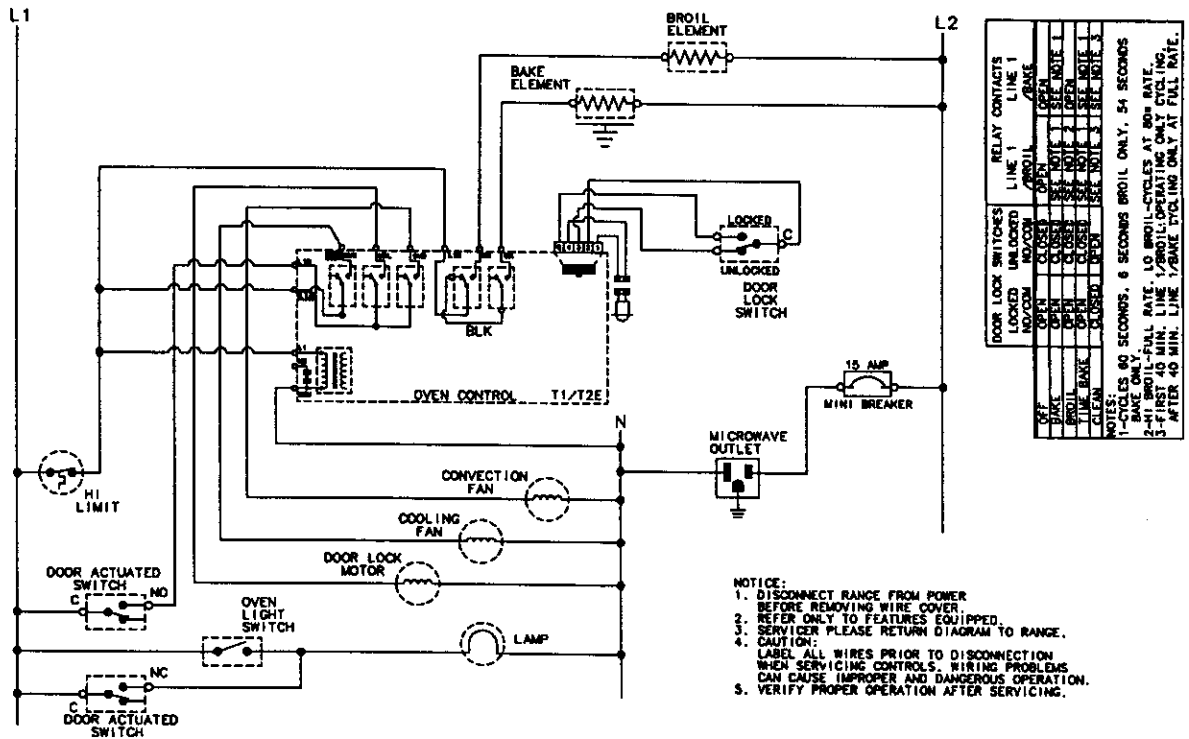 L1
BROIL
ELEMENT
L2
BAKE
ELEMENT
LOCKED
C
UNLOCKED
DOOR
LOCK
SWITCH
BLK
OVEN CONTROL
T1/T2E
15 AMP
MINI BREAKER
N
MICROWAVE
OUTLET
HI
LIMIT
CONVECTION
FAN
COOLING
FAN
DOOR LOCK
MOTOR
DOOR ACTUATED
SWITCH
C
NO
OVEN
LIGHT
SWITCH
LAMP
NC
C
DOOR ACTUATED
SWITCH
NOTICE:
1. DISCONNECT RANGE FROM POWER
BEFORE REMOVING WIRE COVER.
2. REFER ONLY TO FEATURES EQUIPPED.
3. SERVICER PLEASE RETURN DIAGRAM TO RANGE.
4. CAUTION:
LABEL ALL WIRES PRIOR TO DISCONNECTION
WHEN SERVICING CONTROLS. WIRING PROBLEMS
CAN CAUSE IMPROPER AND DANGEROUS OPERATION.
5. VERIFY PROPER OPERATION AFTER SERVICING.
DOOR LOCK SWITCHES RELAY CONTACTS
LOCKED UNLOCKED LINE 1 LINE 1
NO/COM NO/COM /BROIL /BAKE
OFF OPEN CLOSED OPEN OPEN
BAKE OPEN CLOSED SEE NOTE 1 SEE NOTE 1
BROIL OPEN CLOSED SEE NOTE 2 OPEN
TIME BAKE OPEN CLOSED SEE NOTE 1 SEE NOTE 1
CLEAN CLOSED OPEN SEE NOTE 3 SEE NOTE 3
NOTES:
1-CYCLES 60 SECONDS, 6 SECONDS BROIL ONLY, 54 SECONDS
BAKE ONLY.
2-HI BROIL-FULL RATE, LO BROIL-CYCLES AT 80% RATE.
3-FIRST 40 MIN. LINE 1/BROIL:OPERATING ONLY CYCLING,
AFTER 40 MIN. LINE 1/BAKE CYCLING ONLY AT FULL RATE.